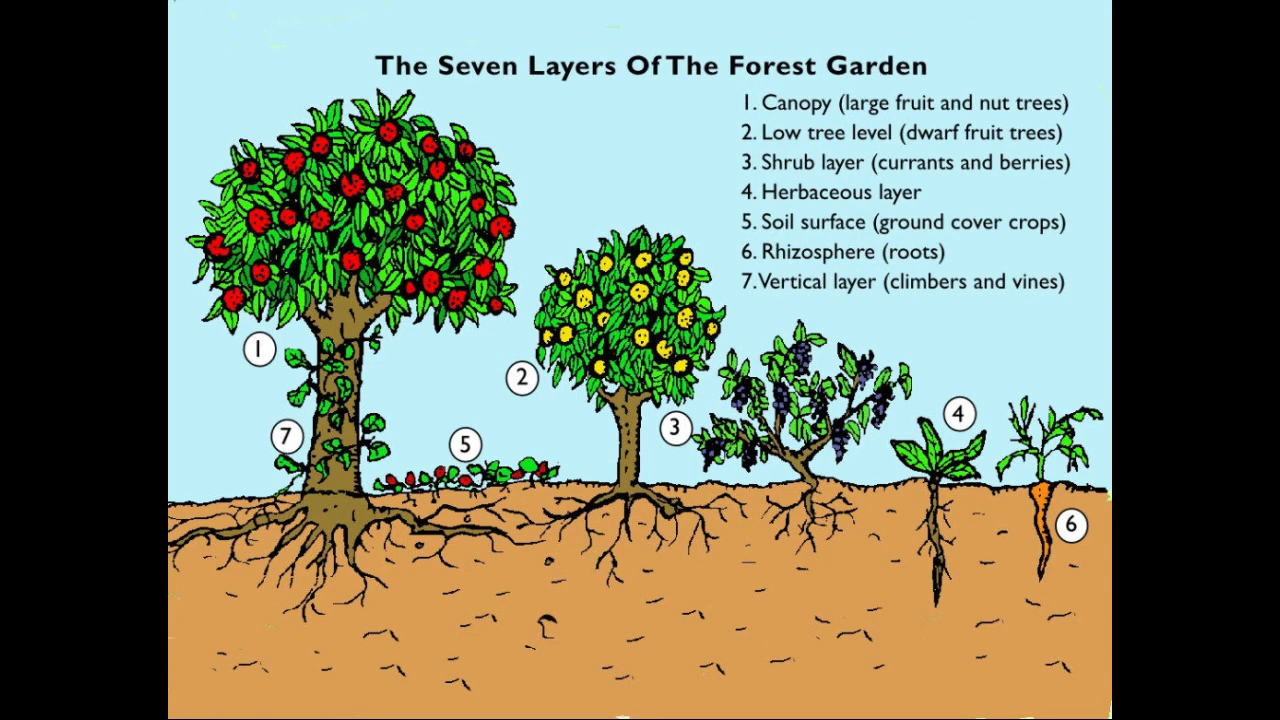 The Seven Layers Of The Forest Garden
1. Canopy (large fruit and nut trees)
2. Low tree level (dwarf fruit trees)
3. Shrub layer (currants and berries)
4. Herbaceous layer
5. Soil surface (ground cover crops)
6. Rhizosphere (roots)
7. Vertical layer (climbers and vines)
1
2
3
4
7
5
6